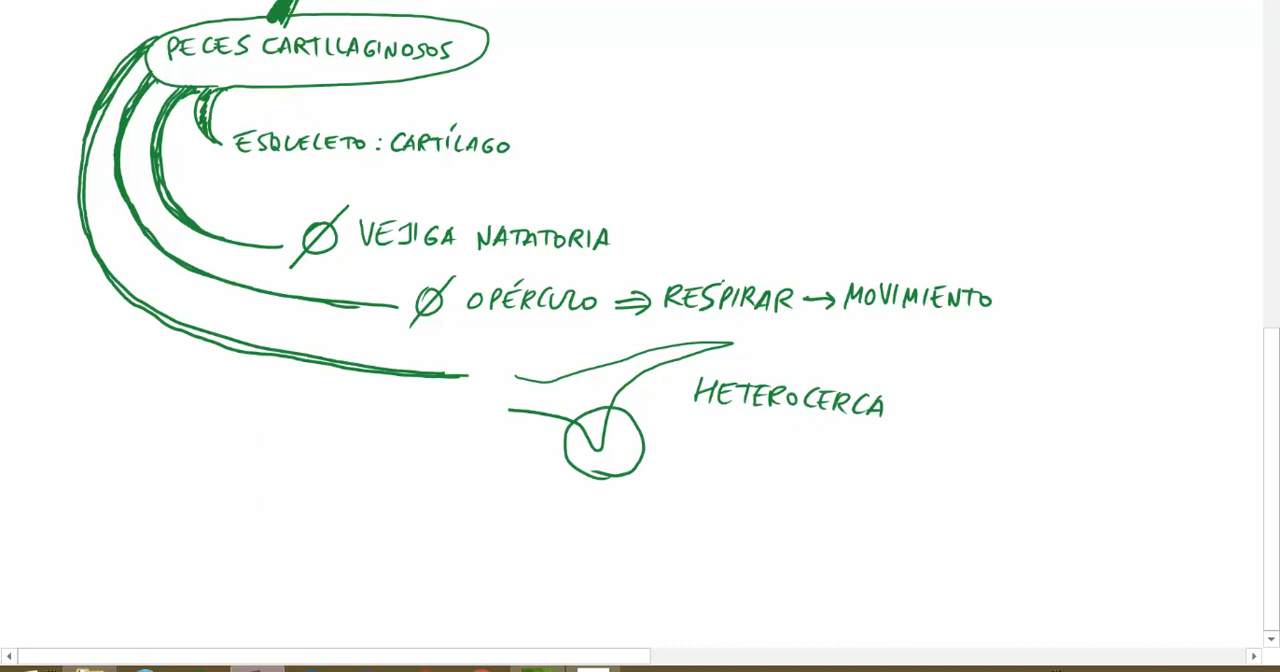 PECES CARTILAGINOSOS
ESQUELETO: CARTÍLAGO
Ø VEJIGA NATATORIA
Ø OPÉRCULO ⇒ RESPIRAR → MOVIMIENTO
HETEROCERCA